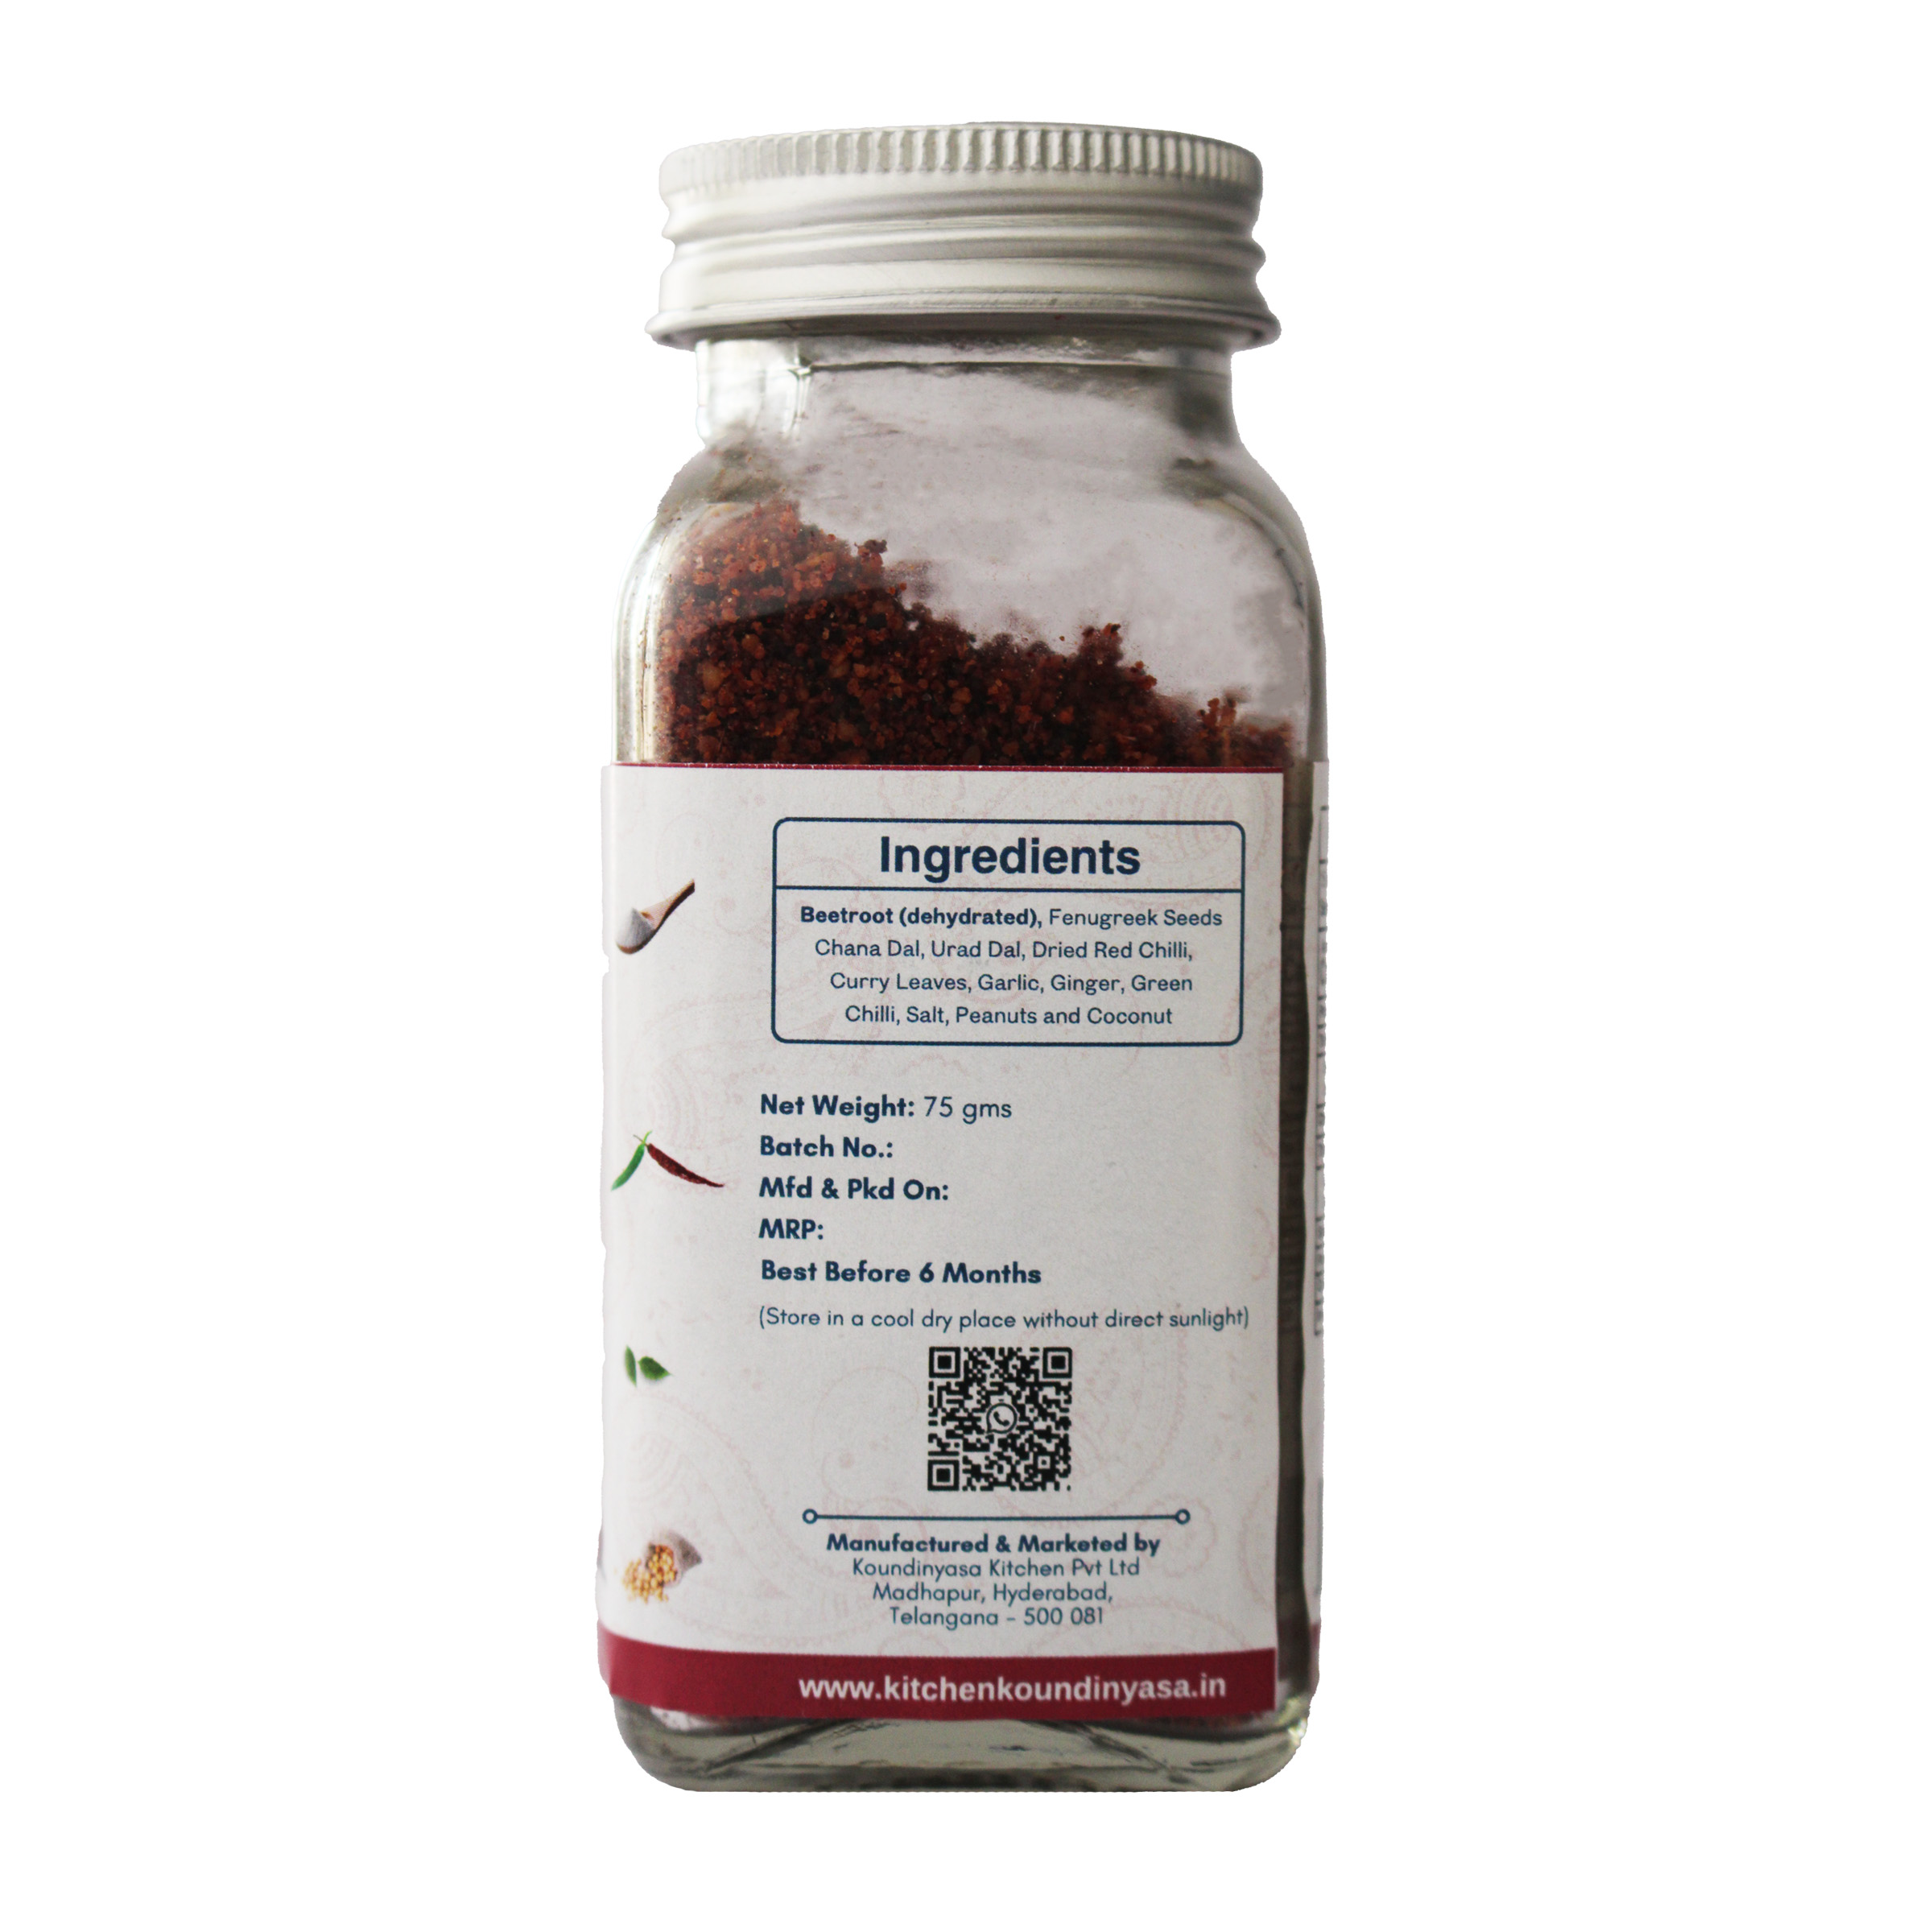 Ingredients
Beetroot (dehydrated), Fenugreek Seeds
Chana Dal, Urad Dal, Dried Red Chilli,
Curry Leaves, Garlic, Ginger, Green
Chilli, Salt, Peanuts and Coconut
Net Weight: 75 gms
Batch No.:
Mfd & Pkd On:
MRP:
Best Before 6 Months
(Store in a cool dry place without direct sunlight)
Manufactured & Marketed by
Koundinyasa Kitchen Pvt Ltd
Madhapur, Hyderabad,
Telangana - 500 081
www.kitchenkoundinyasa.in